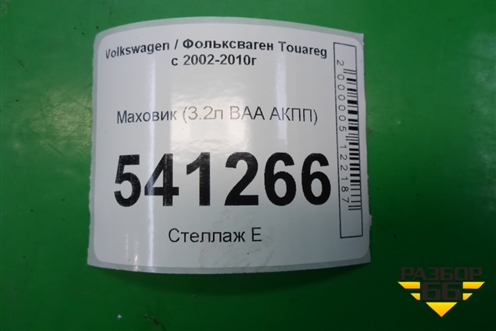 Volkswagen / Фольксваген Touareg
с 2002-2010г
Маховик (3.2л BAA АКПП)
541266
Стеллаж Е
2000005122187
РАЗБОР
66